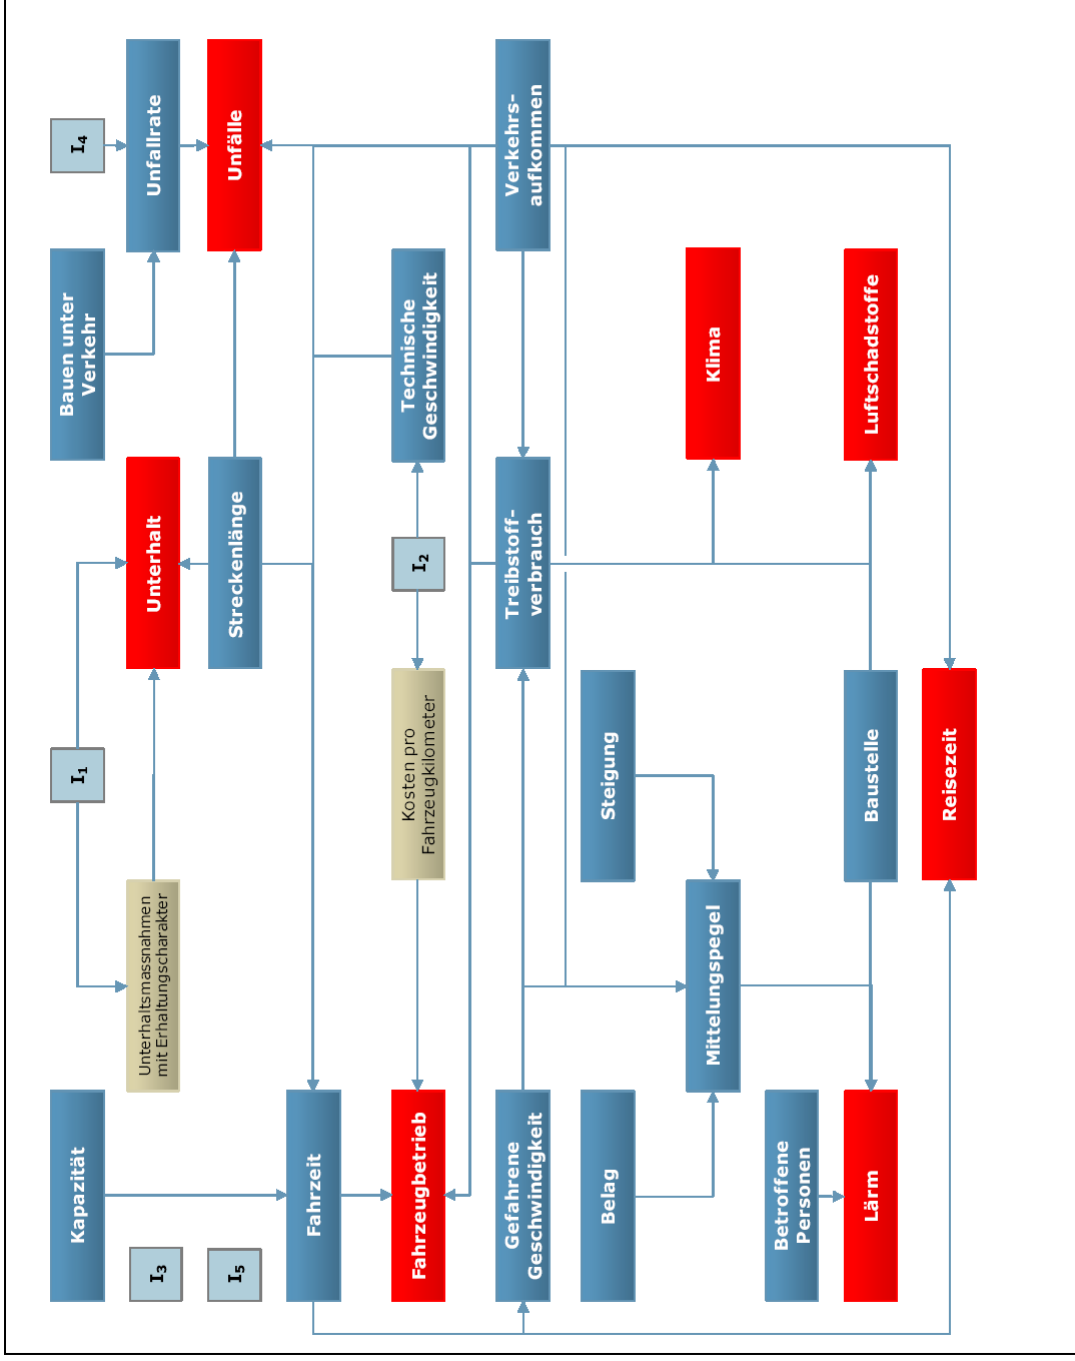 Kapazität
I₁
Bauen unter
Verkehr
I₄
I₃
Unterhaltsmassnahmen
mit Erhaltungscharakter
Unterhalt
Unfallrate
I₅
Streckenlänge
Unfälle
Fahrzeit
Fahrzeugbetrieb
Kosten pro
Fahrzeugkilometer
I₂
Technische
Geschwindigkeit
Gefahrene
Geschwindigkeit
Treibstoff-
verbrauch
Verkehrs-
aufkommen
Belag
Steigung
Mittelungspegel
Klima
Betroffene
Personen
Lärm
Baustelle
Luftschadstoffe
Reisezeit